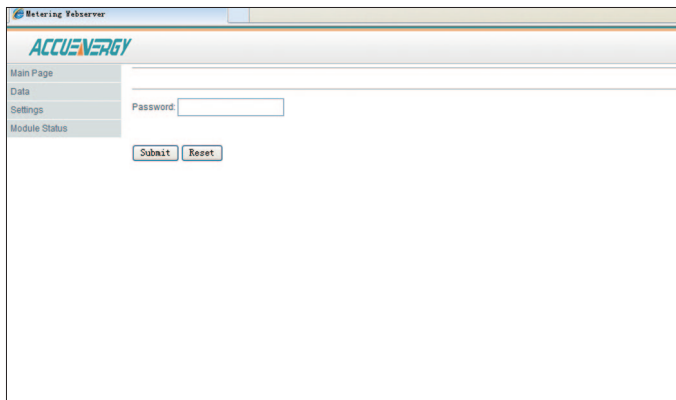 Metering Webserver
ACCUENERGY
Main Page
Data
Settings
Password:
Module Status
Submit Reset